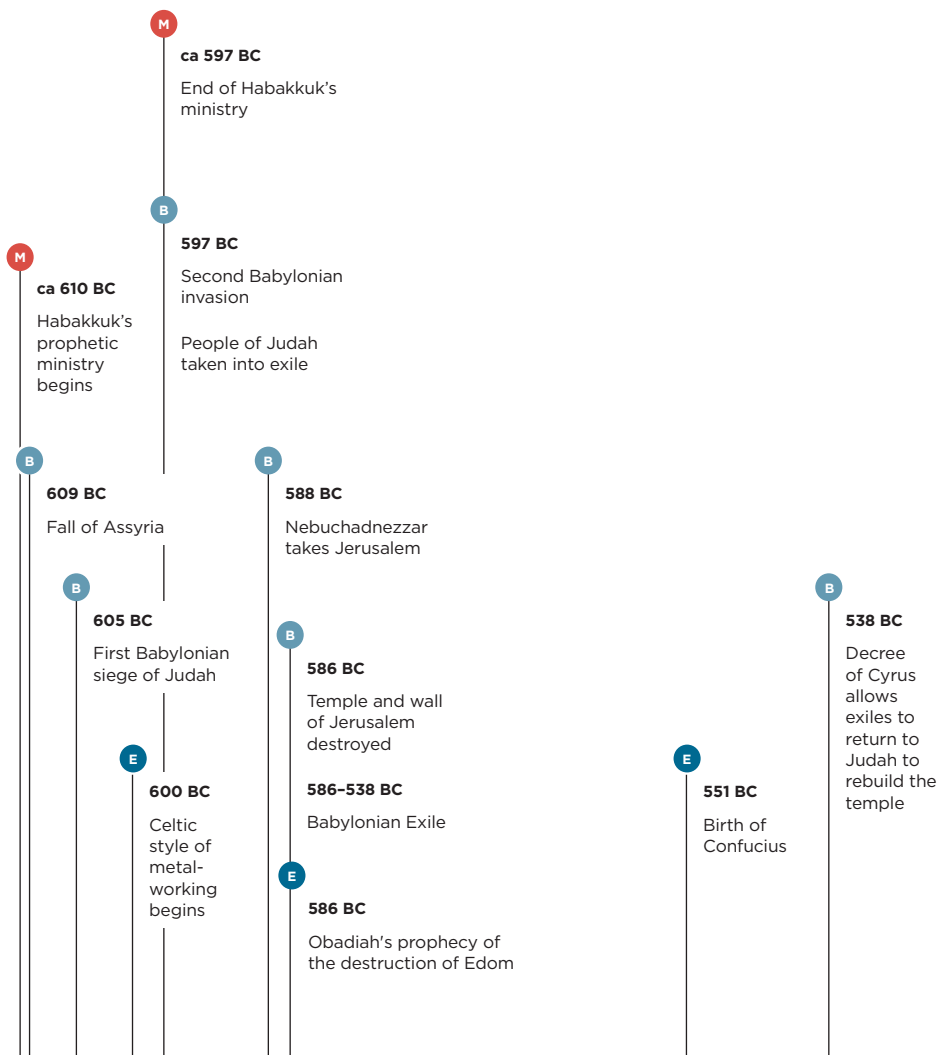 M
ca 597 BC
End of Habakkuk's
ministry
B
597 BC
Second Babylonian
invasion
People of Judah
taken into exile
M
ca 610 BC
Habakkuk's
prophetic
ministry
begins
B
609 BC
Fall of Assyria
B
605 BC
First Babylonian
siege of Judah
E
600 BC
Celtic
style of
metal-
working
begins
B
588 BC
Nebuchadnezzar
takes Jerusalem
B
586 BC
Temple and wall
of Jerusalem
destroyed
586–538 BC
Babylonian Exile
E
586 BC
Obadiah's prophecy of
the destruction of Edom
E
551 BC
Birth of
Confucius
B
538 BC
Decree
of Cyrus
allows
exiles to
return to
Judah to
rebuild the
temple